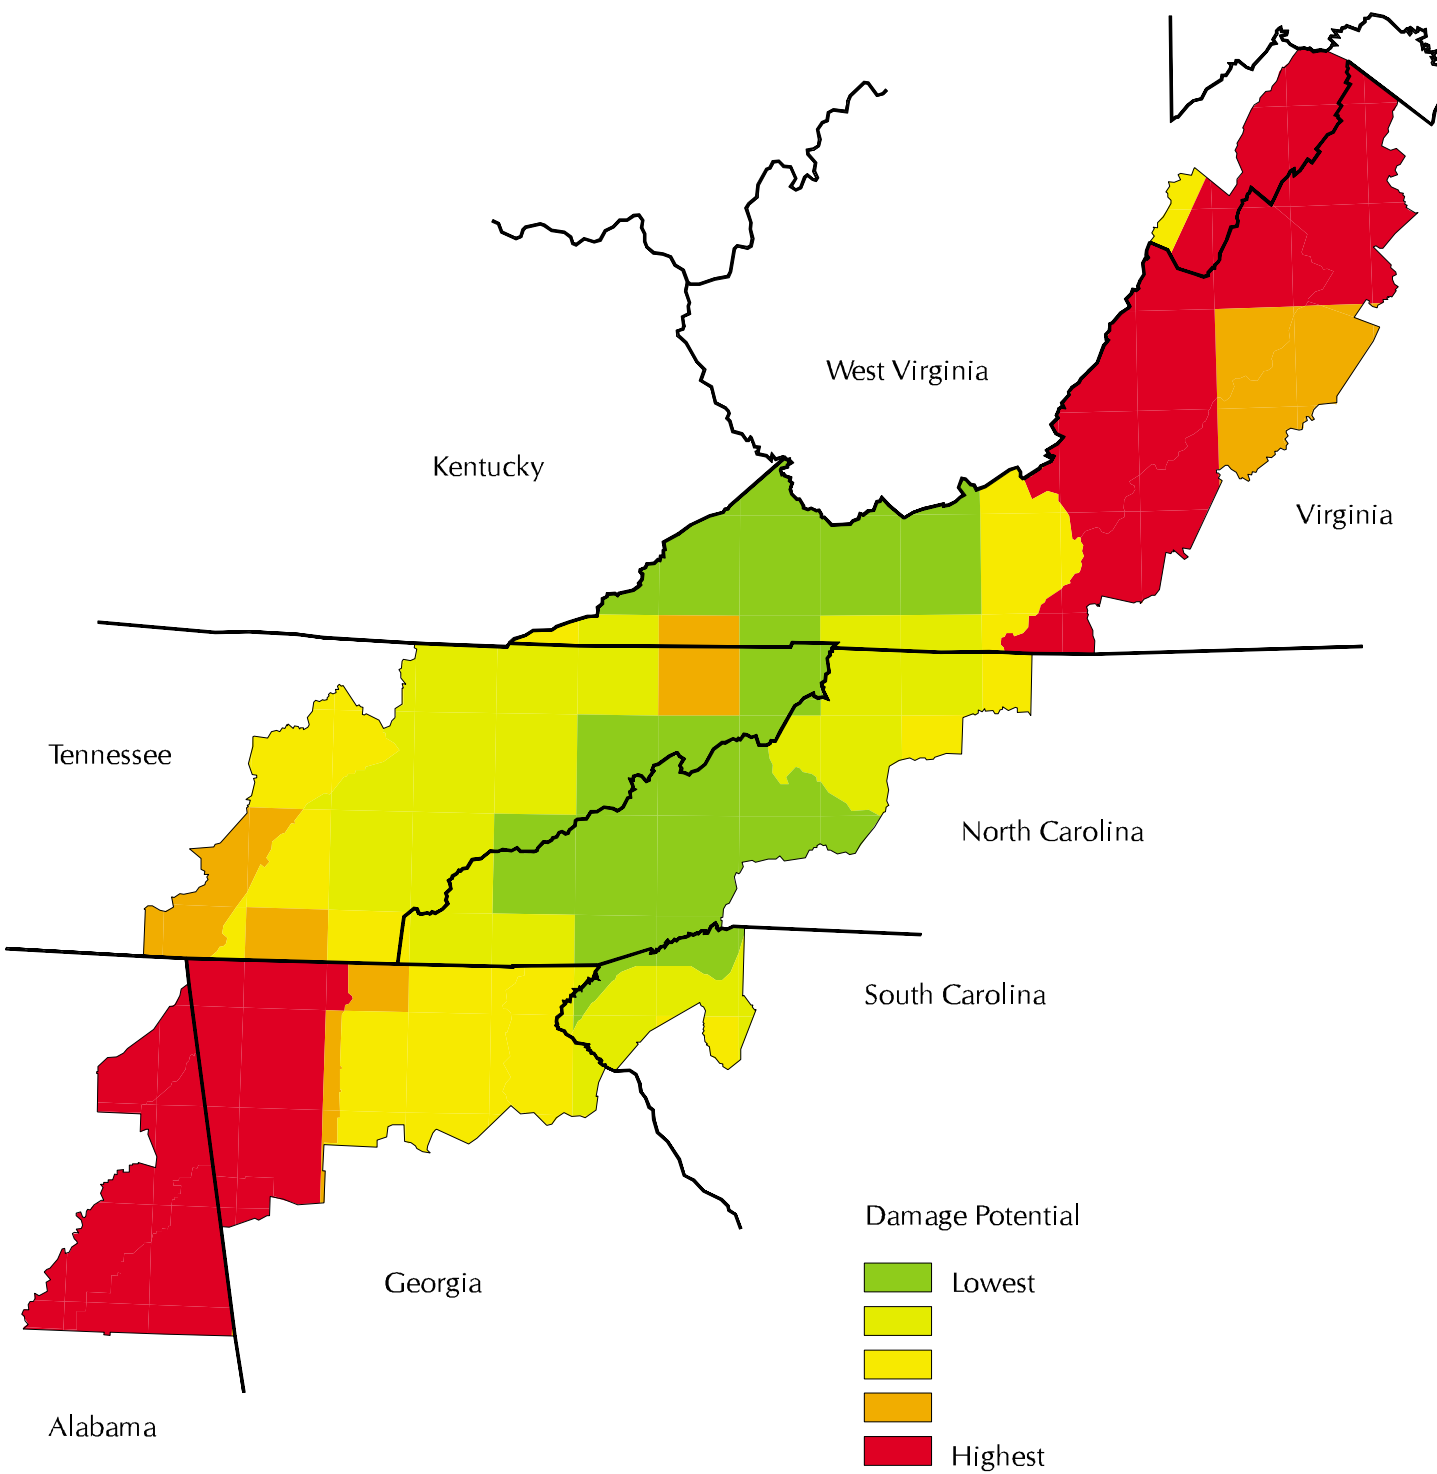 West Virginia
Kentucky
Virginia
Tennessee
North Carolina
South Carolina
Damage Potential
Georgia
Lowest
Alabama
Highest